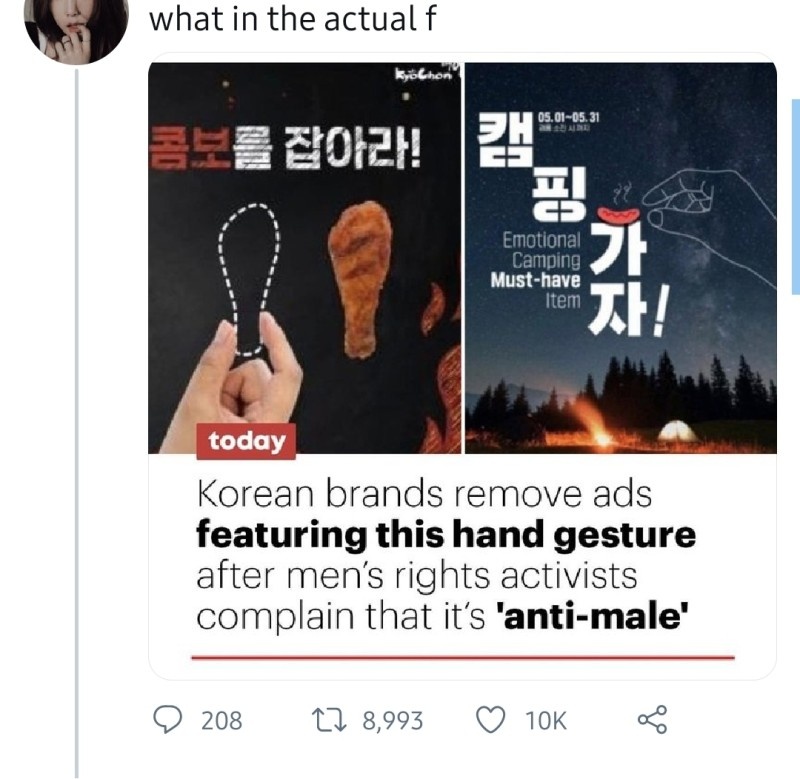 what in the actual f
KyoChon
콤보를 잡아라!
캠핑가자!
05.01~05.31
Emotional
Camping
Must-have
Item
today
Korean brands remove ads
featuring this hand gesture
after men's rights activists
complain that it's 'anti-male'
208
8,993
10K